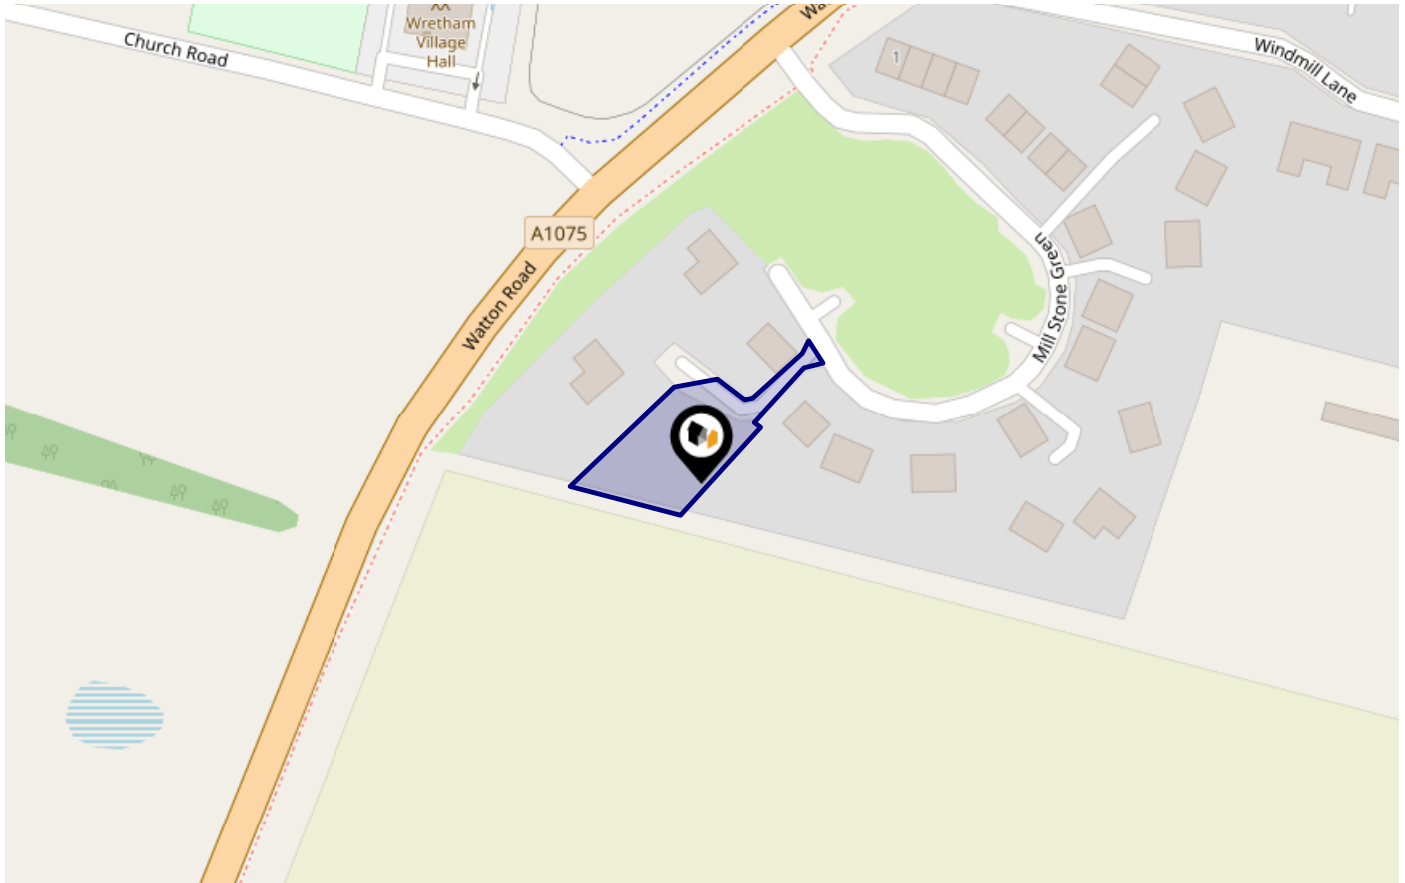 Wretham
Village
Hall
Church Road
Windmill Lane
1
A1075
Watton Road
Mill Stone Green